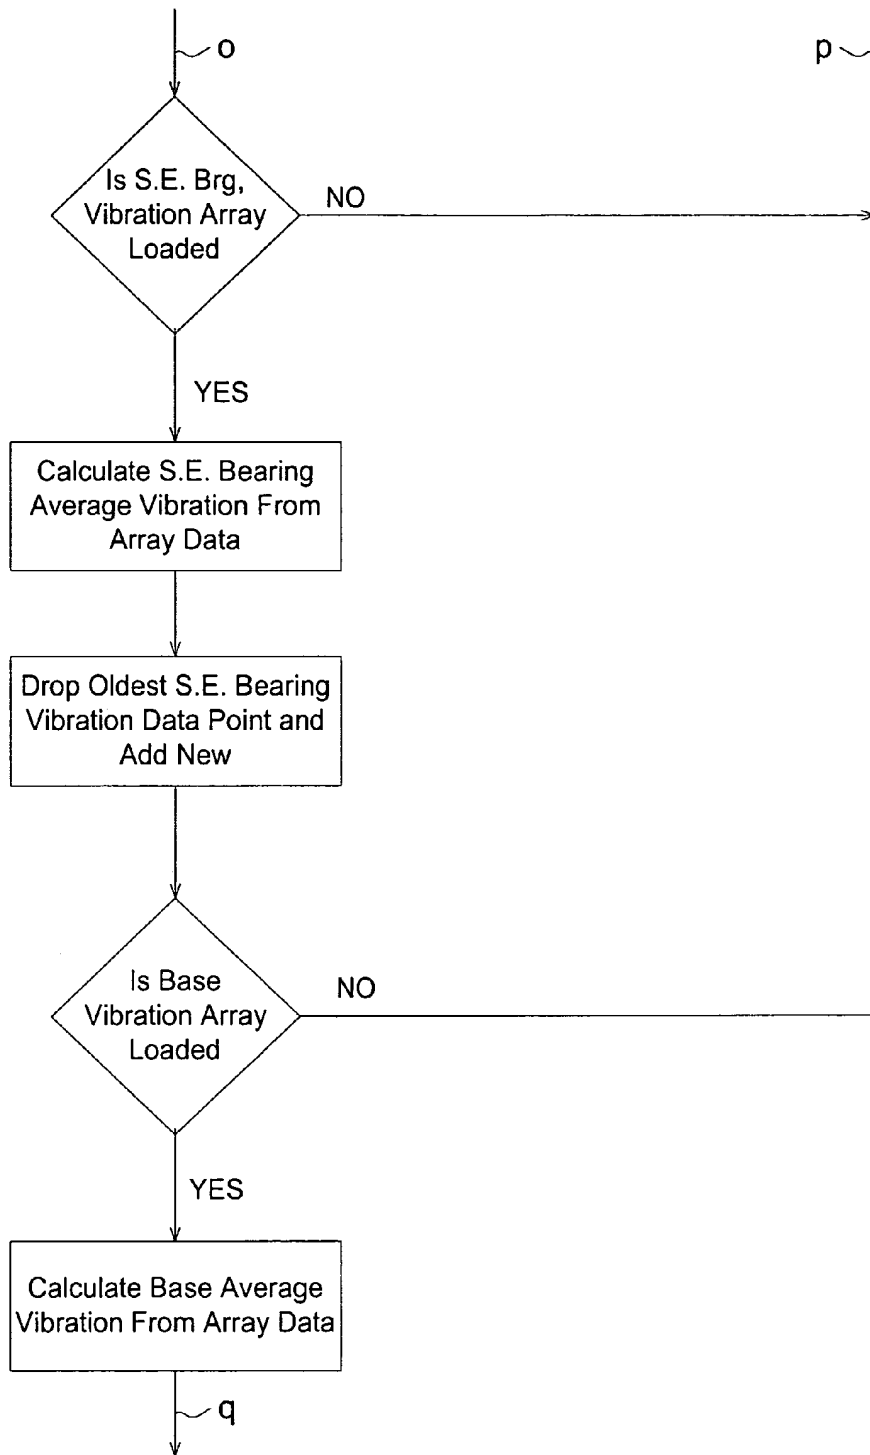 o
p
Is S.E. Brg,
Vibration Array
Loaded
NO
YES
Calculate S.E. Bearing
Average Vibration From
Array Data
Drop Oldest S.E. Bearing
Vibration Data Point and
Add New
Is Base
Vibration Array
Loaded
NO
YES
Calculate Base Average
Vibration From Array Data
q